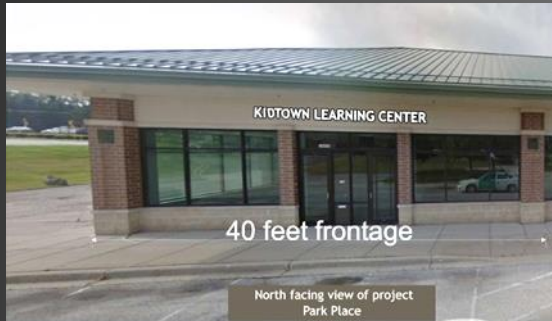 KIDTOWN LEARNING CENTER
40 feet frontage
North facing view of project
Park Place